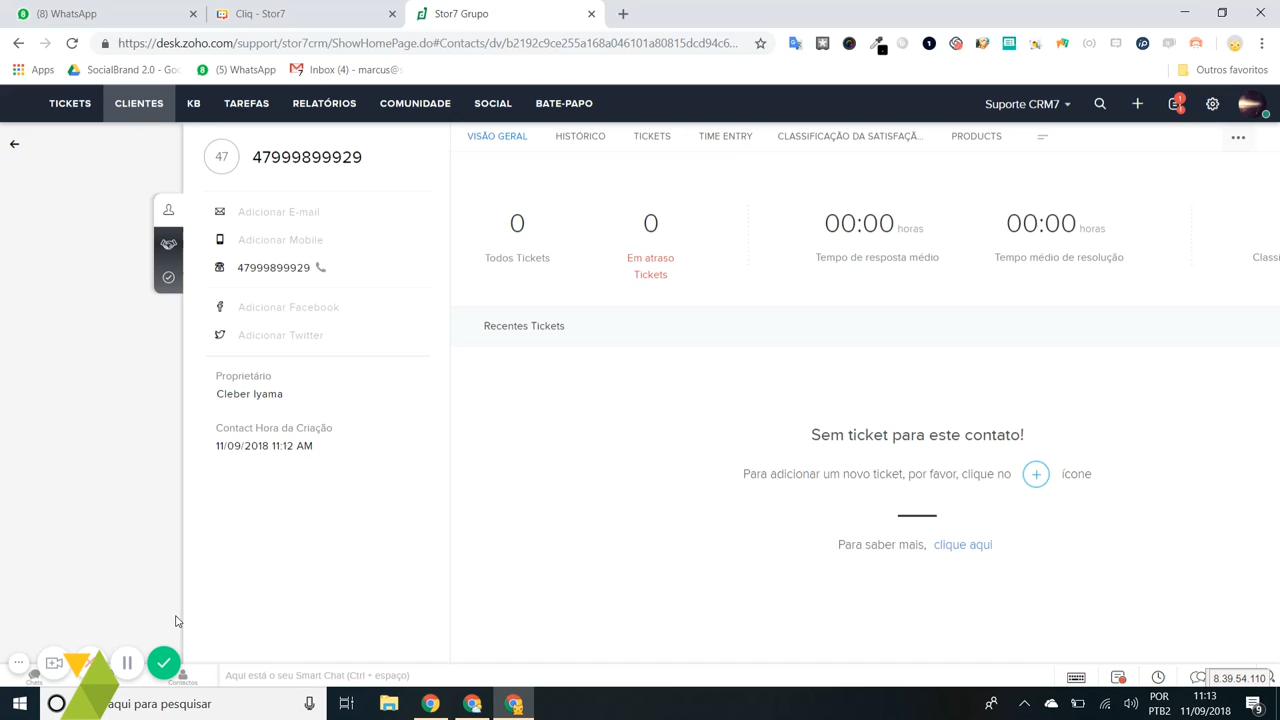 (5) WhatsApp
Cliq - Stor7
Stor7 Grupo
https://desk.zoho.com/support/stor7crm/ShowHomePage.do#Contacts/dv/b2192c9ce255a168a046101a80815dcd94c6...
Apps
SocialBrand 2.0 - Goo
(5) WhatsApp
Inbox (4) - marcus@s
Outros favoritos
TICKETS CLIENTES KB TAREFAS RELATÓRIOS COMUNIDADE SOCIAL BATE-PAPO
Suporte CRM7
47 47999899929
VISÃO GERAL HISTÓRICO TICKETS TIME ENTRY CLASSIFICAÇÃO DA SATISFAÇÃ... PRODUCTS
Adicionar E-mail
Adicionar Mobile
47999899929
Adicionar Facebook
Adicionar Twitter
Proprietário
Cleber Iyama
Contact Hora da Criação
11/09/2018 11:12 AM
0 0 00:00 horas 00:00 horas
Todos Tickets Em atraso Tempo de resposta médio Tempo médio de resolução Classi
Tickets
Recentes Tickets
Sem ticket para este contato!
Para adicionar um novo ticket, por favor, clique no + ícone
Para saber mais, clique aqui
Chats
Contactos
Aqui está o seu Smart Chat (Ctrl + espaço)
8.39.54.110
aqui para pesquisar
POR
PTB2
11:13
11/09/2018
9